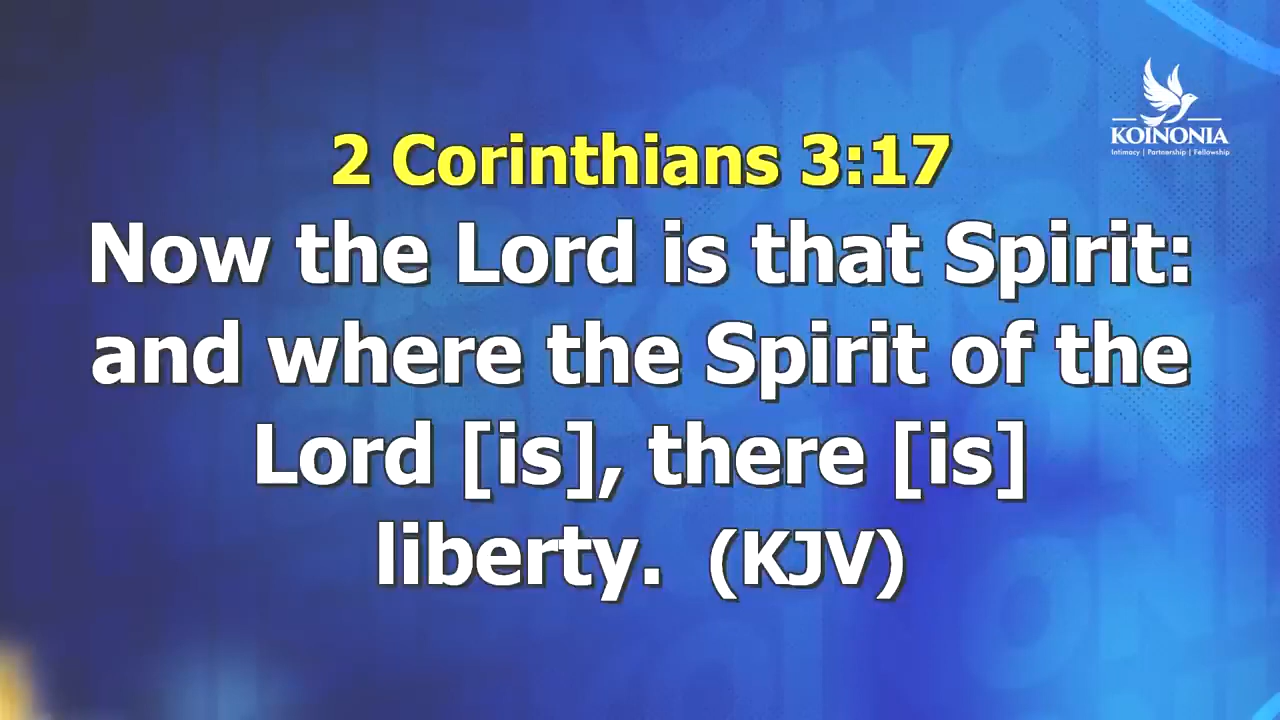 KOINONIA
Intimacy | Partnership | Fellowship
2 Corinthians 3:17
Now the Lord is that Spirit:
and where the Spirit of the
Lord [is], there [is]
liberty. (KJV)